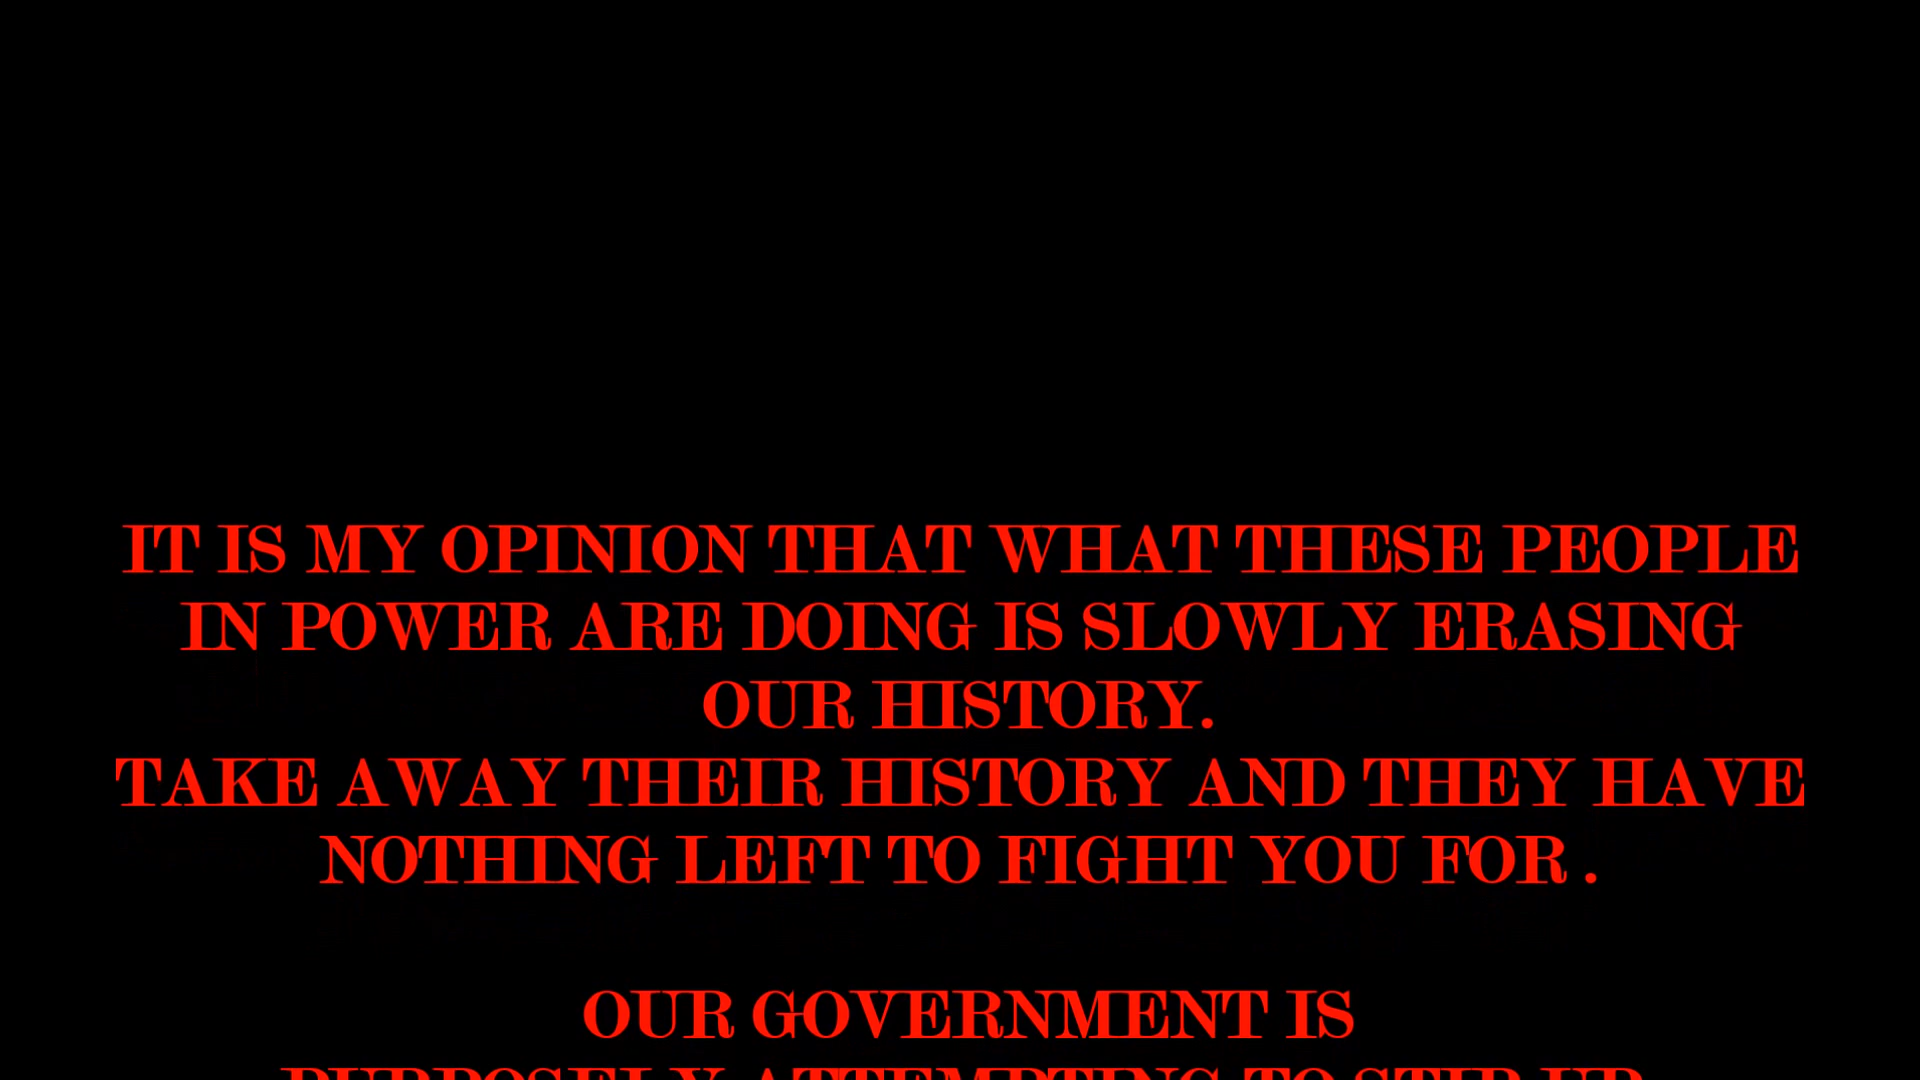 IT IS MY OPINION THAT WHAT THESE PEOPLE
IN POWER ARE DOING IS SLOWLY ERASING
OUR HISTORY.
TAKE AWAY THEIR HISTORY AND THEY HAVE
NOTHING LEFT TO FIGHT YOU FOR .
OUR GOVERNMENT IS
PURPOSELY ATTEMPTING TO STIR UP